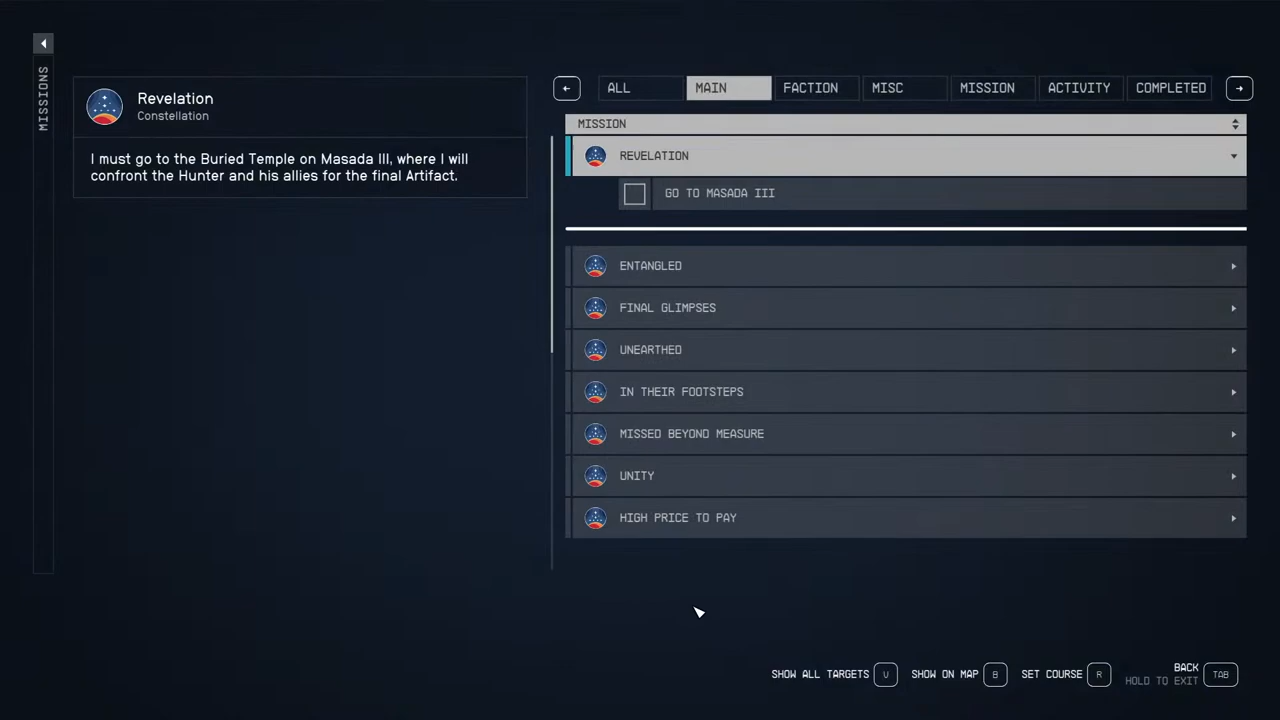 MISSIONS
Revelation
Constellation
I must go to the Buried Temple on Masada III, where I will
confront the Hunter and his allies for the final Artifact.
ALL
MAIN
FACTION
MISC
MISSION
ACTIVITY
COMPLETED
MISSION
REVELATION
GO TO MASADA III
ENTANGLED
FINAL GLIMPSES
UNEARTHED
IN THEIR FOOTSTEPS
MISSED BEYOND MEASURE
UNITY
HIGH PRICE TO PAY
SHOW ALL TARGETS U
SHOW ON MAP B
SET COURSE R
BACK
HOLD TO EXIT
TAB